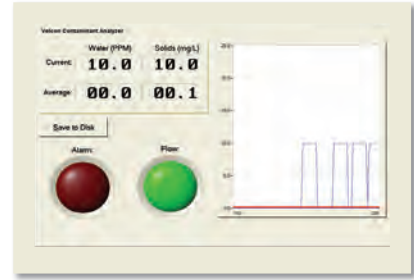 Velcon Contaminant Analyzer
Water (PPM) Solids (mg/L)
Current: 10.0 10.0
Average: 00.0 00.1
Save to Disk
Alarm: Flow: